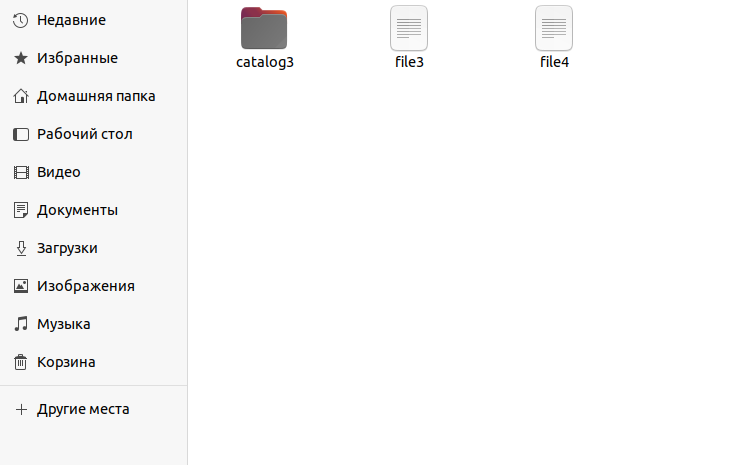 Недавние
Избранные
Домашняя папка
Рабочий стол
Видео
Документы
Загрузки
Изображения
Музыка
Корзина
Другие места
catalog3
file3
file4